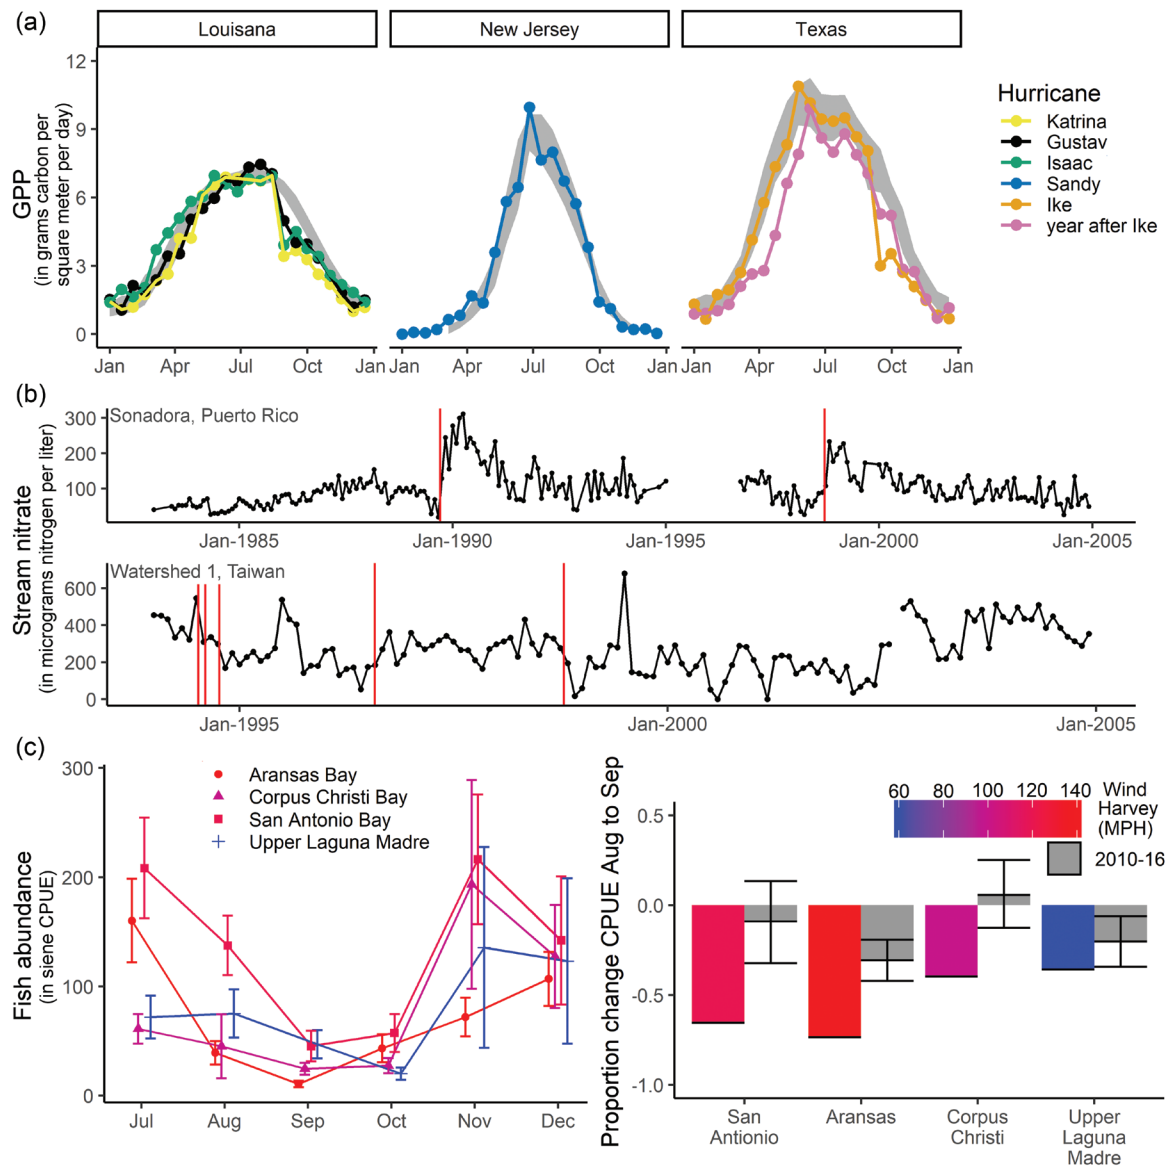 (a)
Louisana
New Jersey
Texas
GPP
(in grams carbon per
square meter per day)
12
9
6
3
0
Jan
Apr
Jul
Oct
Jan
Jan
Apr
Jul
Oct
Jan
Jan
Apr
Jul
Oct
Jan
Hurricane
Katrina
Gustav
Isaac
Sandy
Ike
year after Ike
(b)
Stream nitrate
(in micrograms nitrogen per liter)
Sonadora, Puerto Rico
300
200
100
Jan-1985
Jan-1990
Jan-1995
Jan-2000
Jan-2005
Watershed 1, Taiwan
600
400
200
0
Jan-1995
Jan-2000
Jan-2005
(c)
Fish abundance
(in siene CPUE)
300
200
100
0
Aransas Bay
Corpus Christi Bay
San Antonio Bay
Upper Laguna Madre
Jul
Aug
Sep
Oct
Nov
Dec
Proportion change CPUE Aug to Sep
0.5
0.0
-0.5
-1.0
60
80
100
120
140
Wind
Harvey
(MPH)
2010-16
San
Antonio
Aransas
Corpus
Christi
Upper
Laguna
Madre